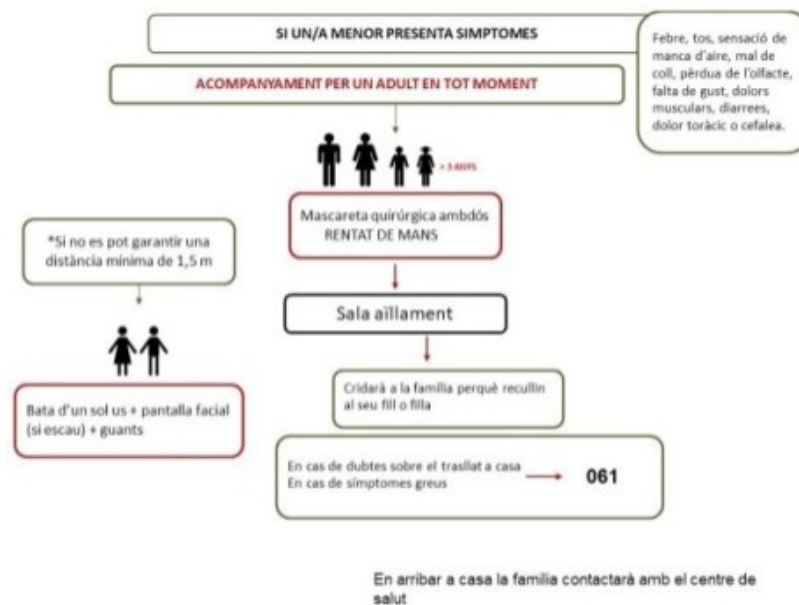 SI UN/A MENOR PRESENTA SIMPTOMES
Febre, tos, sensació de
manca d'aire, mal de
coll, pèrdua de l'olfacte,
falta de gust, dolors
musculars, diarrees,
dolor toràcic o cefalea.
ACOMPANYAMENT PER UN ADULT EN TOT MOMENT
> 3 ANYS
Mascareta quirúrgica ambdós
RENTAT DE MANS
*Si no es pot garantir una
distància mínima de 1,5 m
Sala aïllament
Bata d'un sol us + pantalla facial
(si escau) + guants
Cridarà a la família perquè recullin
al seu fill o filla
En cas de dubtes sobre el trasllat a casa
En cas de símptomes greus
061
En arribar a casa la familia contactarà amb el centre de
salut